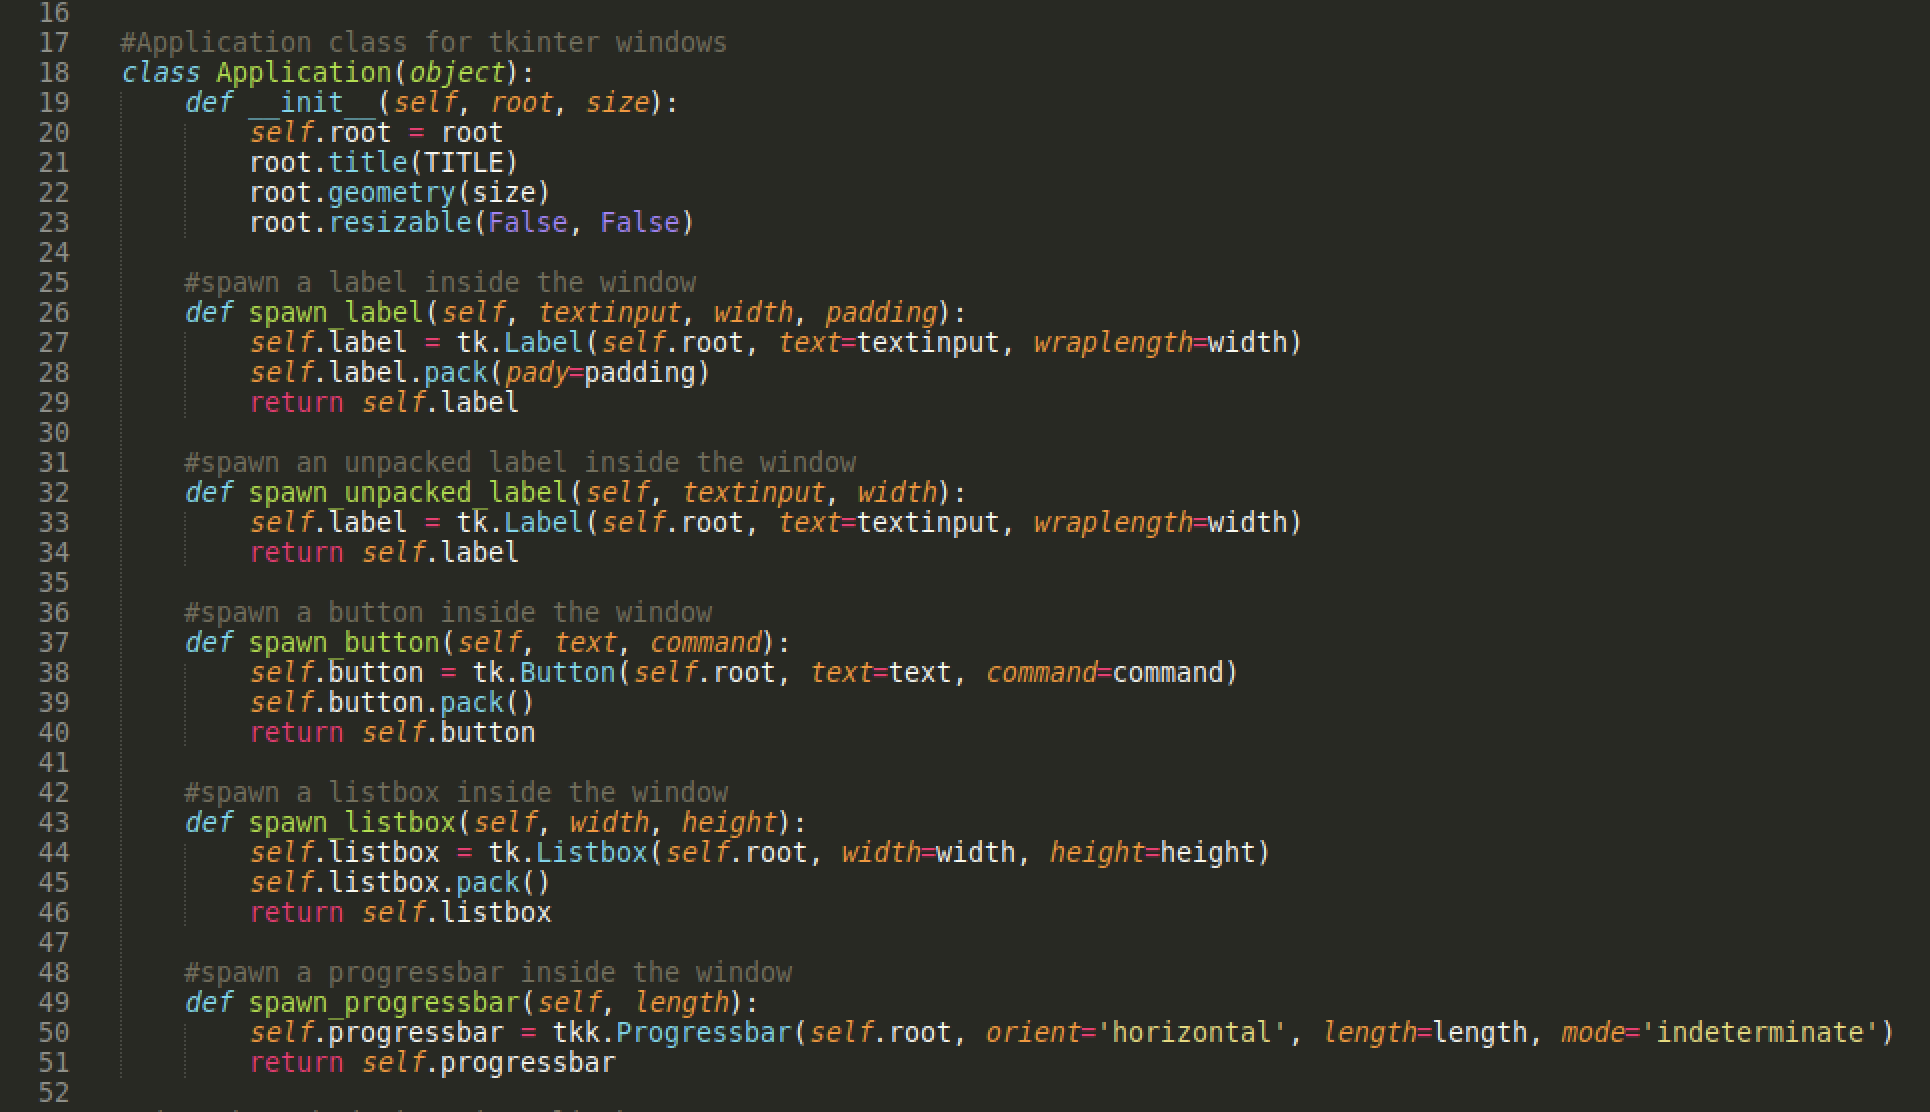 16
17 #Application class for tkinter windows
18 class Application(object):
19     def __init__(self, root, size):
20         self.root = root
21         root.title(TITLE)
22         root.geometry(size)
23         root.resizable(False, False)
24
25     #spawn a label inside the window
26     def spawn_label(self, textinput, width, padding):
27         self.label = tk.Label(self.root, text=textinput, wraplength=width)
28         self.label.pack(pady=padding)
29         return self.label
30
31     #spawn an unpacked label inside the window
32     def spawn_unpacked_label(self, textinput, width):
33         self.label = tk.Label(self.root, text=textinput, wraplength=width)
34         return self.label
35
36     #spawn a button inside the window
37     def spawn_button(self, text, command):
38         self.button = tk.Button(self.root, text=text, command=command)
39         self.button.pack()
40         return self.button
41
42     #spawn a listbox inside the window
43     def spawn_listbox(self, width, height):
44         self.listbox = tk.Listbox(self.root, width=width, height=height)
45         self.listbox.pack()
46         return self.listbox
47
48     #spawn a progressbar inside the window
49     def spawn_progressbar(self, length):
50         self.progressbar = tkk.Progressbar(self.root, orient='horizontal', length=length, mode='indeterminate')
51         return self.progressbar
52